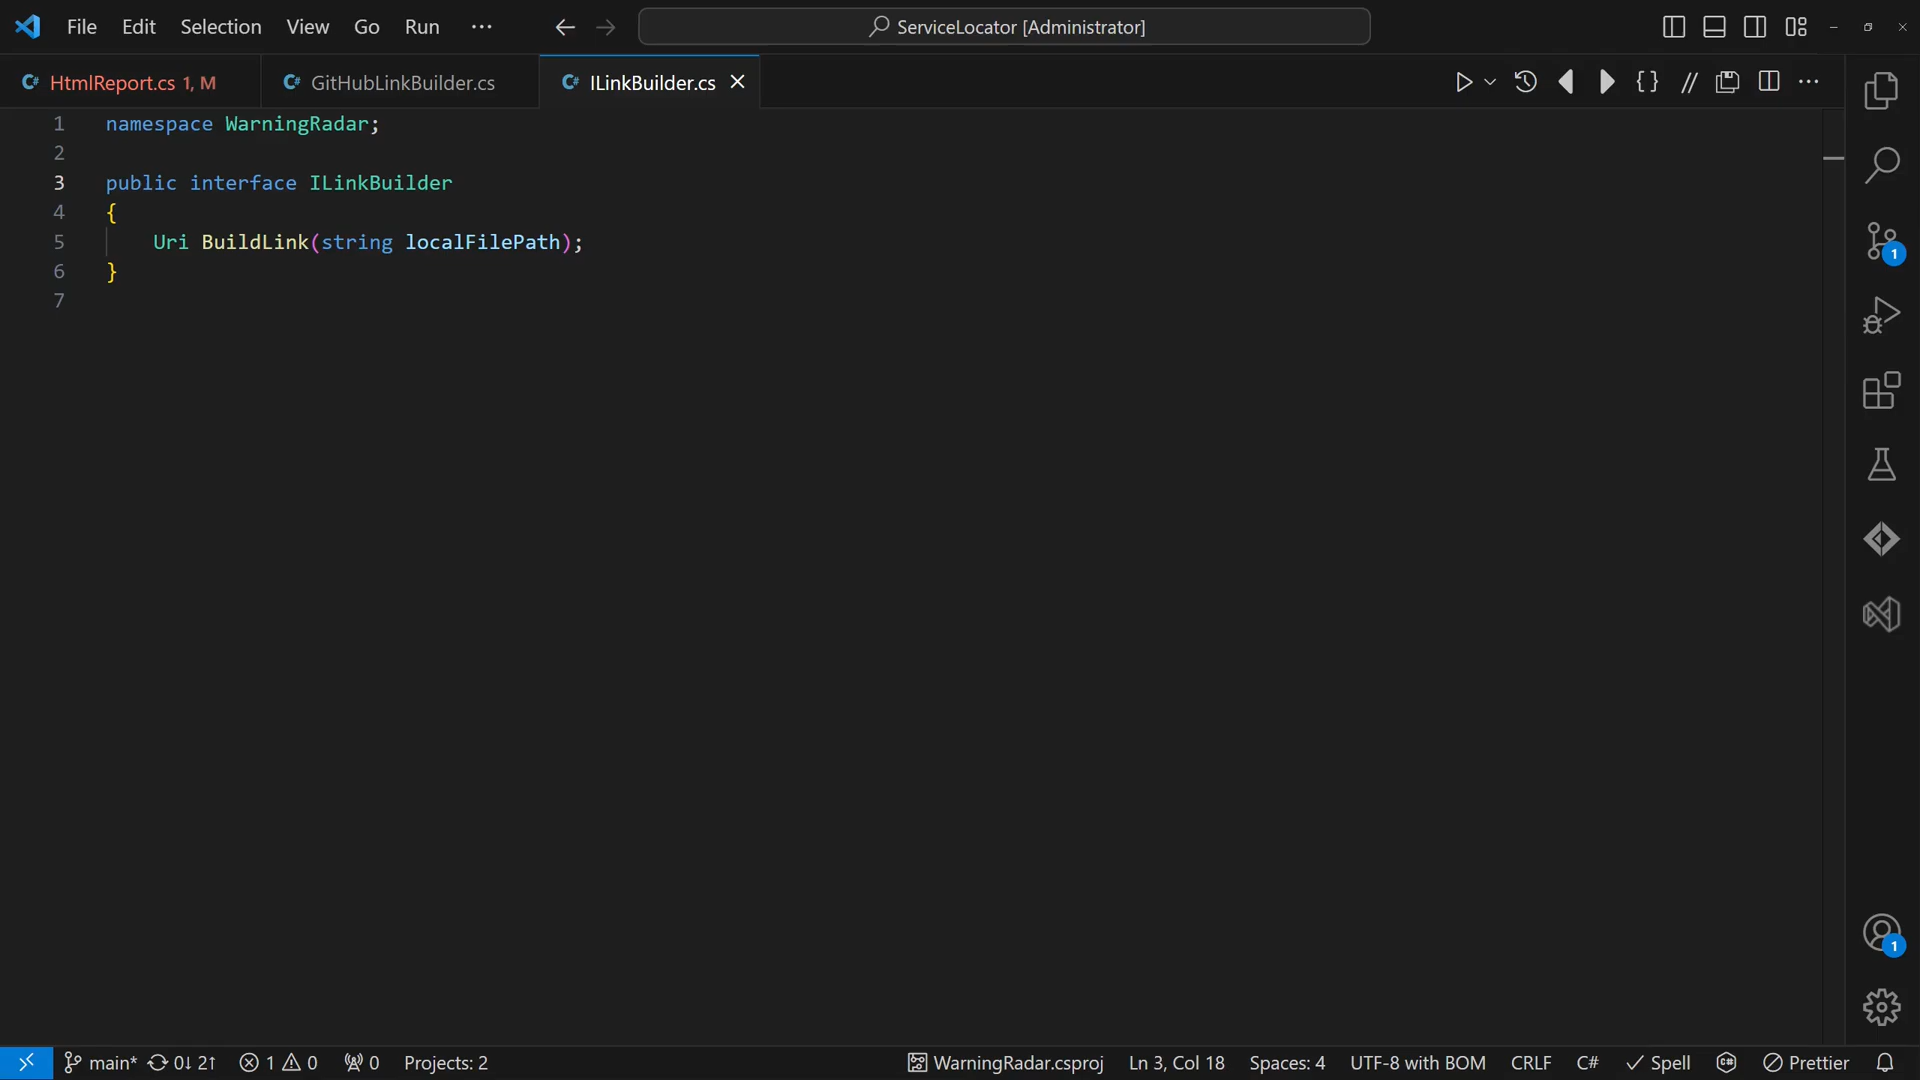 File Edit Selection View Go Run ···
ServiceLocator [Administrator]
C# HtmlReport.cs 1, M
C# GitHubLinkBuilder.cs
C# ILinkBuilder.cs
1 namespace WarningRadar;
2
3 public interface ILinkBuilder
4 {
5 Uri BuildLink(string localFilePath);
6 }
7
1
1
main* 0↓ 2↑ 1 0 0 Projects: 2 WarningRadar.csproj Ln 3, Col 18 Spaces: 4 UTF-8 with BOM CRLF C# Spell Prettier